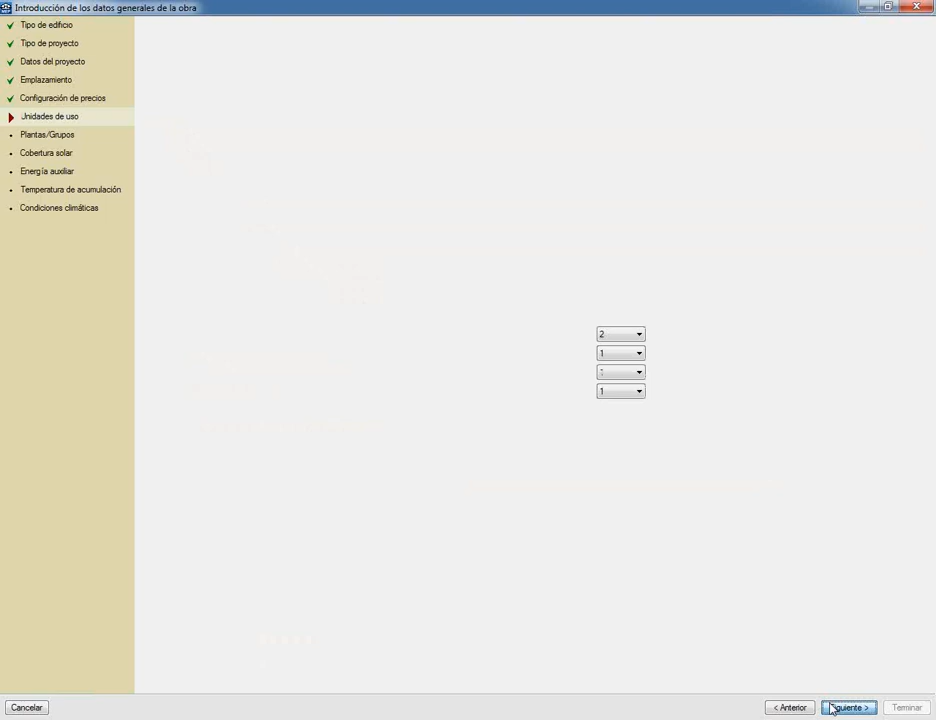 Introducción de los datos generales de la obra
Tipo de edificio
Tipo de proyecto
Datos del proyecto
Emplazamiento
Configuración de precios
Unidades de uso
Plantas/Grupos
Cobertura solar
Energía auxiliar
Temperatura de acumulación
Condiciones climáticas
2
1
1
Cancelar
< Anterior
Siguiente >
Terminar